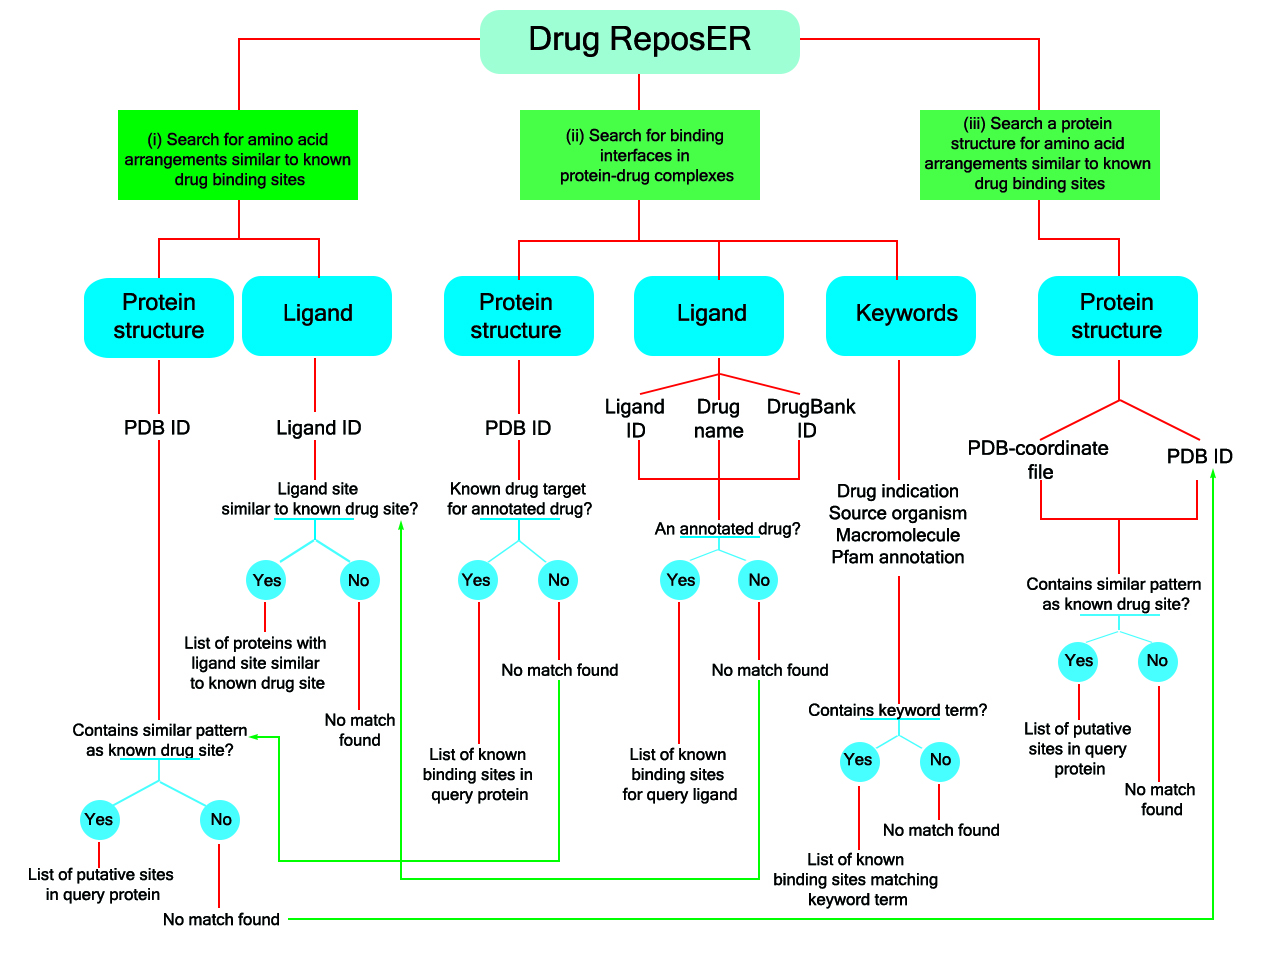 Drug ReposER
(i) Search for amino acid
arrangements similar to known
drug binding sites
(ii) Search for binding
interfaces in
protein-drug complexes
(iii) Search a protein
structure for amino acid
arrangements similar to known
drug binding sites
Protein
structure
Ligand
Protein
structure
Ligand
Keywords
Protein
structure
PDB ID
Ligand ID
PDB ID
Ligand
ID
Drug
name
DrugBank
ID
PDB-coordinate
file
PDB ID
Ligand site
similar to known drug site?
Known drug target
for annotated drug?
An annotated drug?
Drug indication
Source organism
Macromolecule
Pfam annotation
Contains similar pattern
as known drug site?
Yes
No
Yes
No
Yes
No
Yes
No
List of proteins with
ligand site similar
to known drug site
No match
found
No match found
No match found
Contains similar pattern
as known drug site?
List of known
binding sites in
query protein
List of known
binding sites
for query ligand
Contains keyword term?
Yes
No
List of putative
sites in query
protein
No match
found
Yes
No
No match found
List of known
binding sites matching
keyword term
List of putative sites
in query protein
No match found